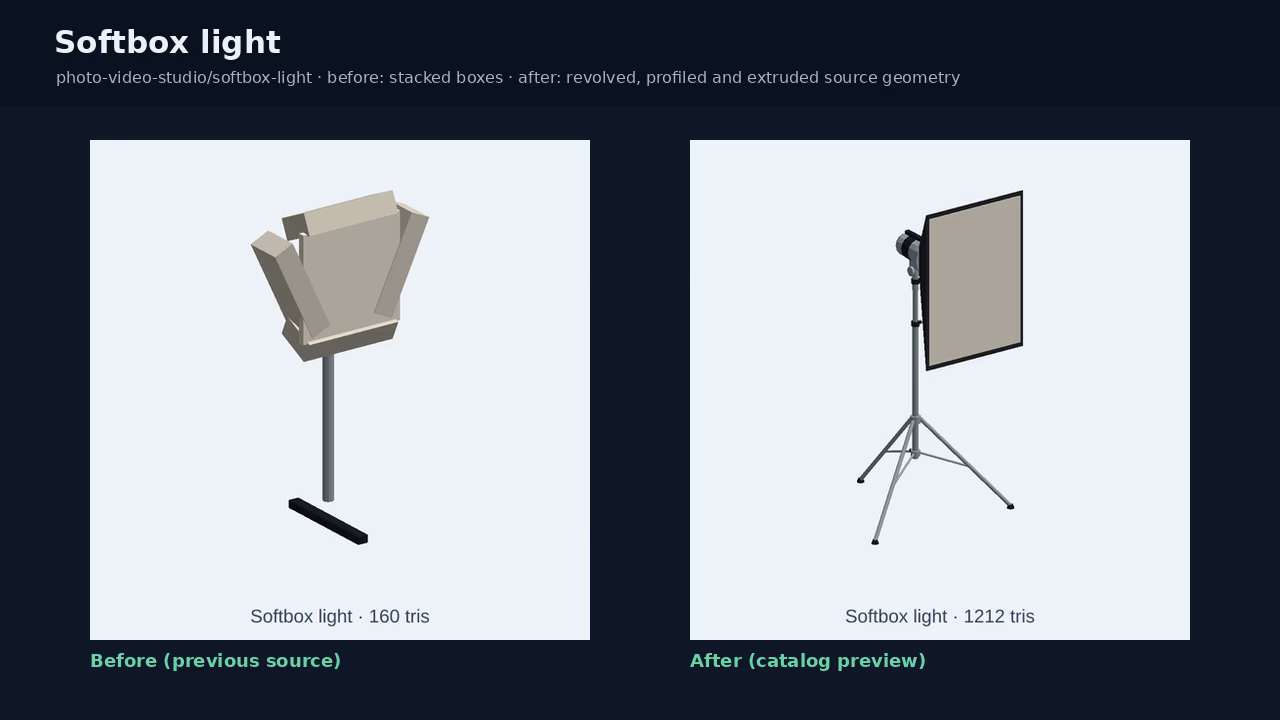 Softbox light
photo-video-studio/softbox-light · before: stacked boxes · after: revolved, profiled and extruded source geometry
Softbox light · 160 tris
Softbox light · 1212 tris
Before (previous source)
After (catalog preview)